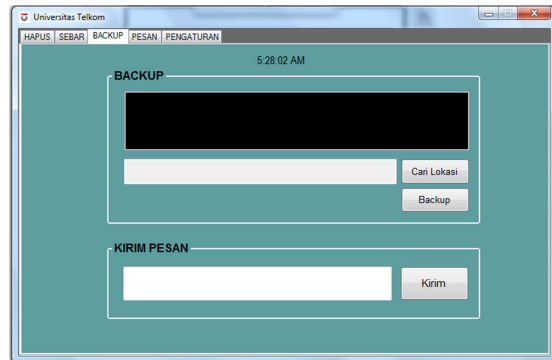 Universitas Telkom
HAPUS SEBAR BACKUP PESAN PENGATURAN
5:28:02 AM
BACKUP
Cari Lokasi
Backup
KIRIM PESAN
Kirim